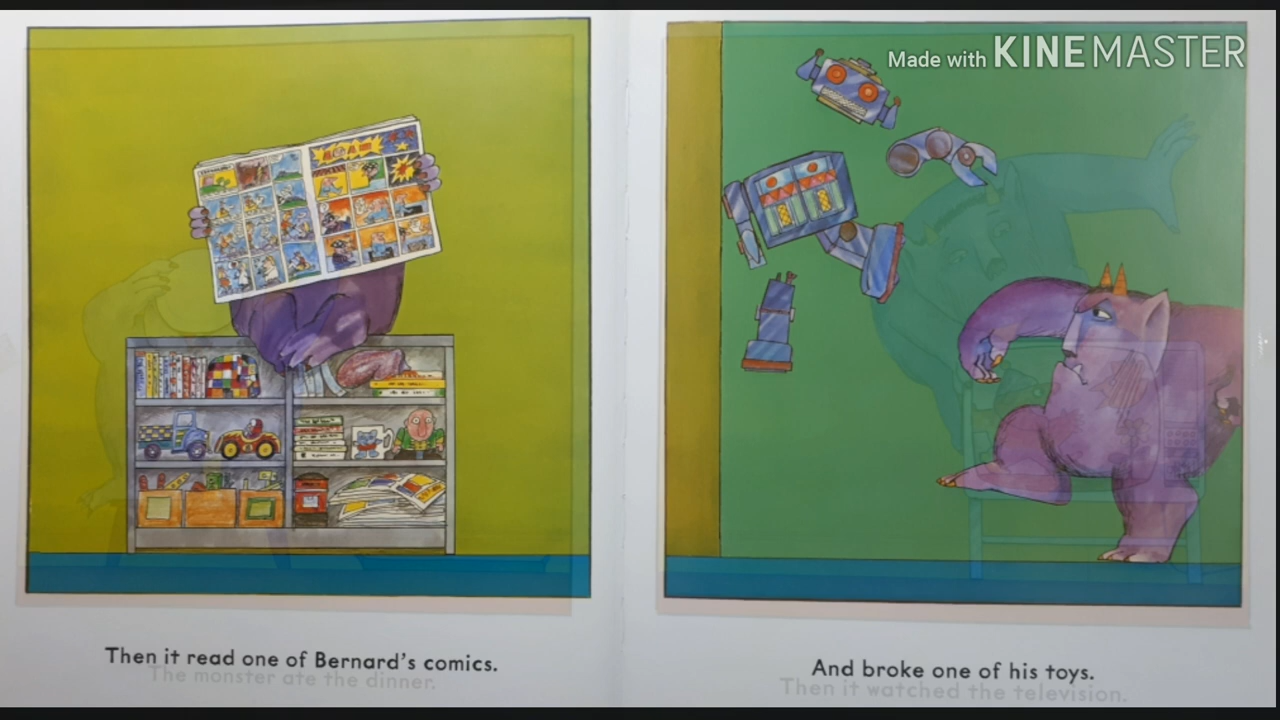 Made with KINEMASTER
Then it read one of Bernard's comics.
The monster ate the dinner.
And broke one of his toys.
Then it watched the television.